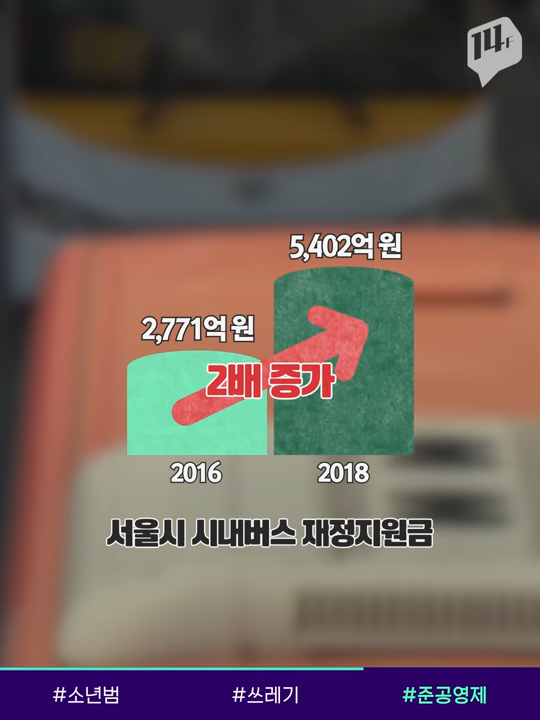 14F
5,402억 원
2,771억 원
2배 증가
2016 2018
서울시 시내버스 재정지원금
#소년범 #쓰레기 #준공영제